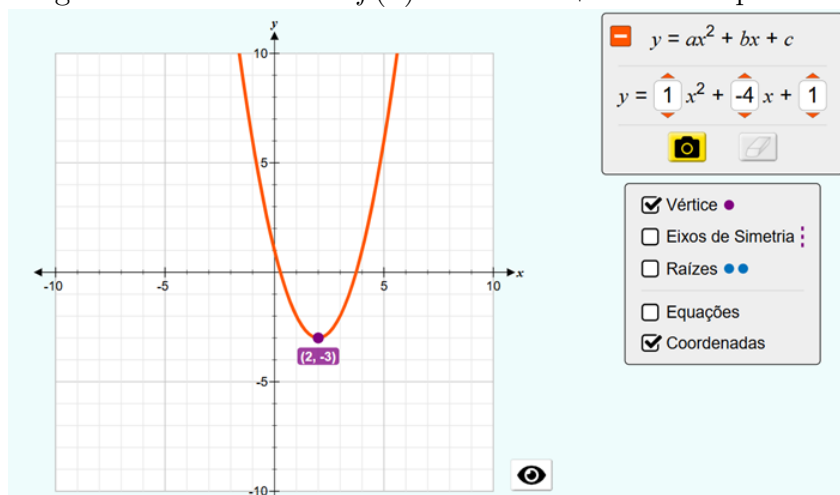 y
10
5
-10
-5
5
10
x
(2, -3)
-5
-10
y = ax² + bx + c
y = 1 x² + -4 x + 1
Vértice
Eixos de Simetria
Raízes
Equações
Coordenadas